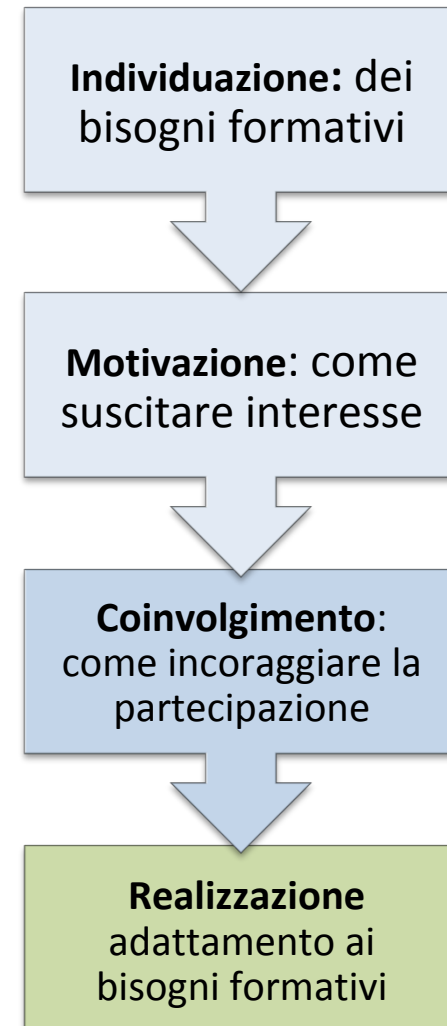 Individuazione: dei
bisogni formativi
Motivazione: come
suscitare interesse
Coinvolgimento:
come incoraggiare la
partecipazione
Realizzazione
adattamento ai
bisogni formativi